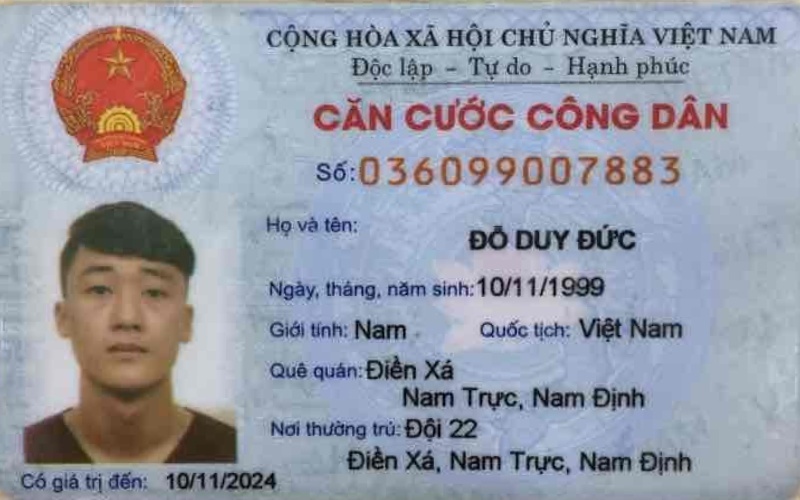 CỘNG HÒA XÃ HỘI CHỦ NGHĨA VIỆT NAM
Độc lập – Tự do – Hạnh phúc
CĂN CƯỚC CÔNG DÂN
Số: 036099007883
Họ và tên:
ĐỖ DUY ĐỨC
Ngày, tháng, năm sinh: 10/11/1999
Giới tính: Nam Quốc tịch: Việt Nam
Quê quán: Điền Xá
Nam Trực, Nam Định
Nơi thường trú: Đội 22
Điền Xá, Nam Trực, Nam Định
Có giá trị đến: 10/11/2024